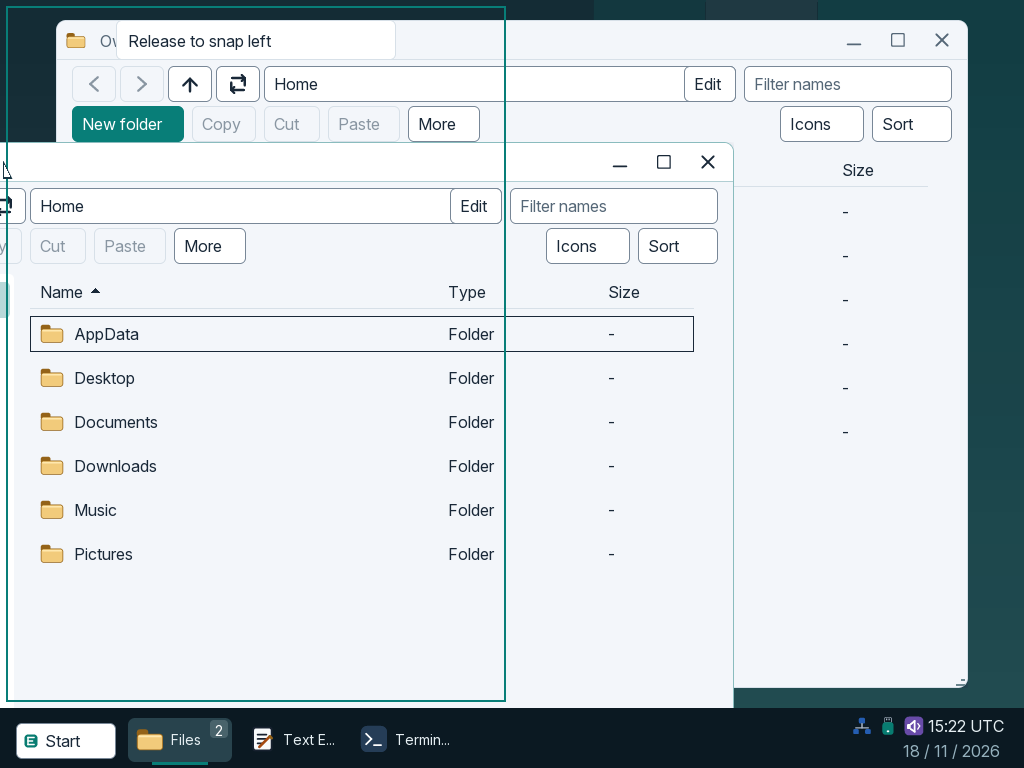 Release to snap left
Home Edit Filter names
New folder Copy Cut Paste More Icons Sort
Size
-
-
-
-
-
-
Home Edit Filter names
Cut Paste More Icons Sort
Name Type Size
AppData Folder -
Desktop Folder -
Documents Folder -
Downloads Folder -
Music Folder -
Pictures Folder -
Start Files 2 Text E... Termin... 15:22 UTC
18 / 11 / 2026